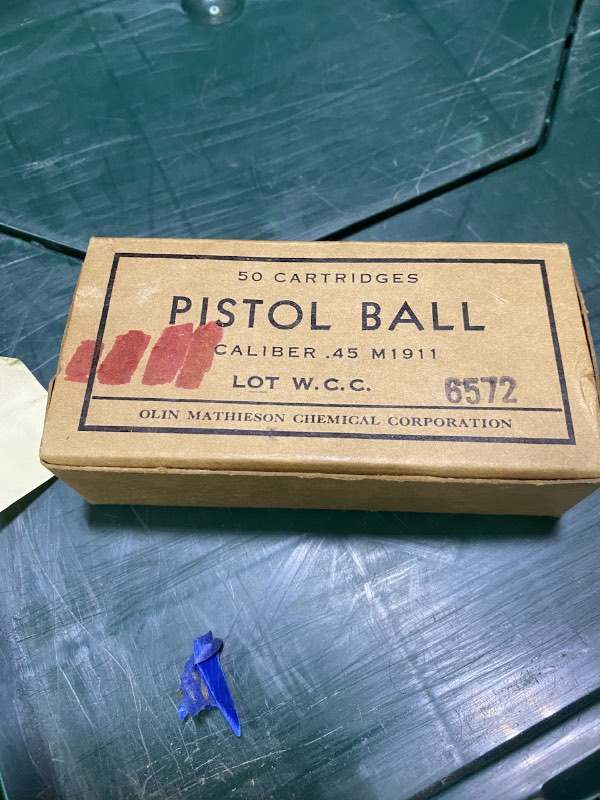 50 CARTRIDGES
PISTOL BALL
CALIBER .45 M1911
LOT W.C.C. 6572
OLIN MATHIESON CHEMICAL CORPORATION